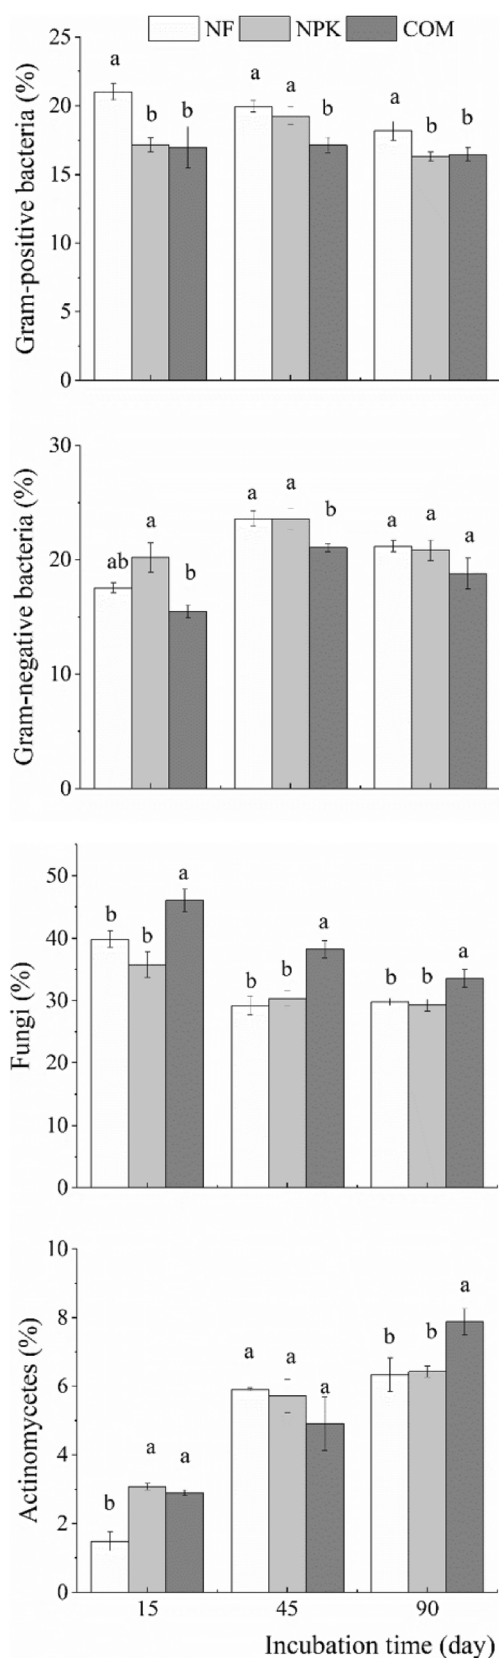 NF NPK COM
Gram-positive bacteria (%)
25
20
15
10
5
0
a b b a a b a b b
Gram-negative bacteria (%)
30
20
10
0
ab a b a a b a a a
Fungi (%)
50
40
30
20
10
0
b b a b b a b b a
Actinomycetes (%)
10
8
6
4
2
0
b a a a a a b b a
15 45 90
Incubation time (day)